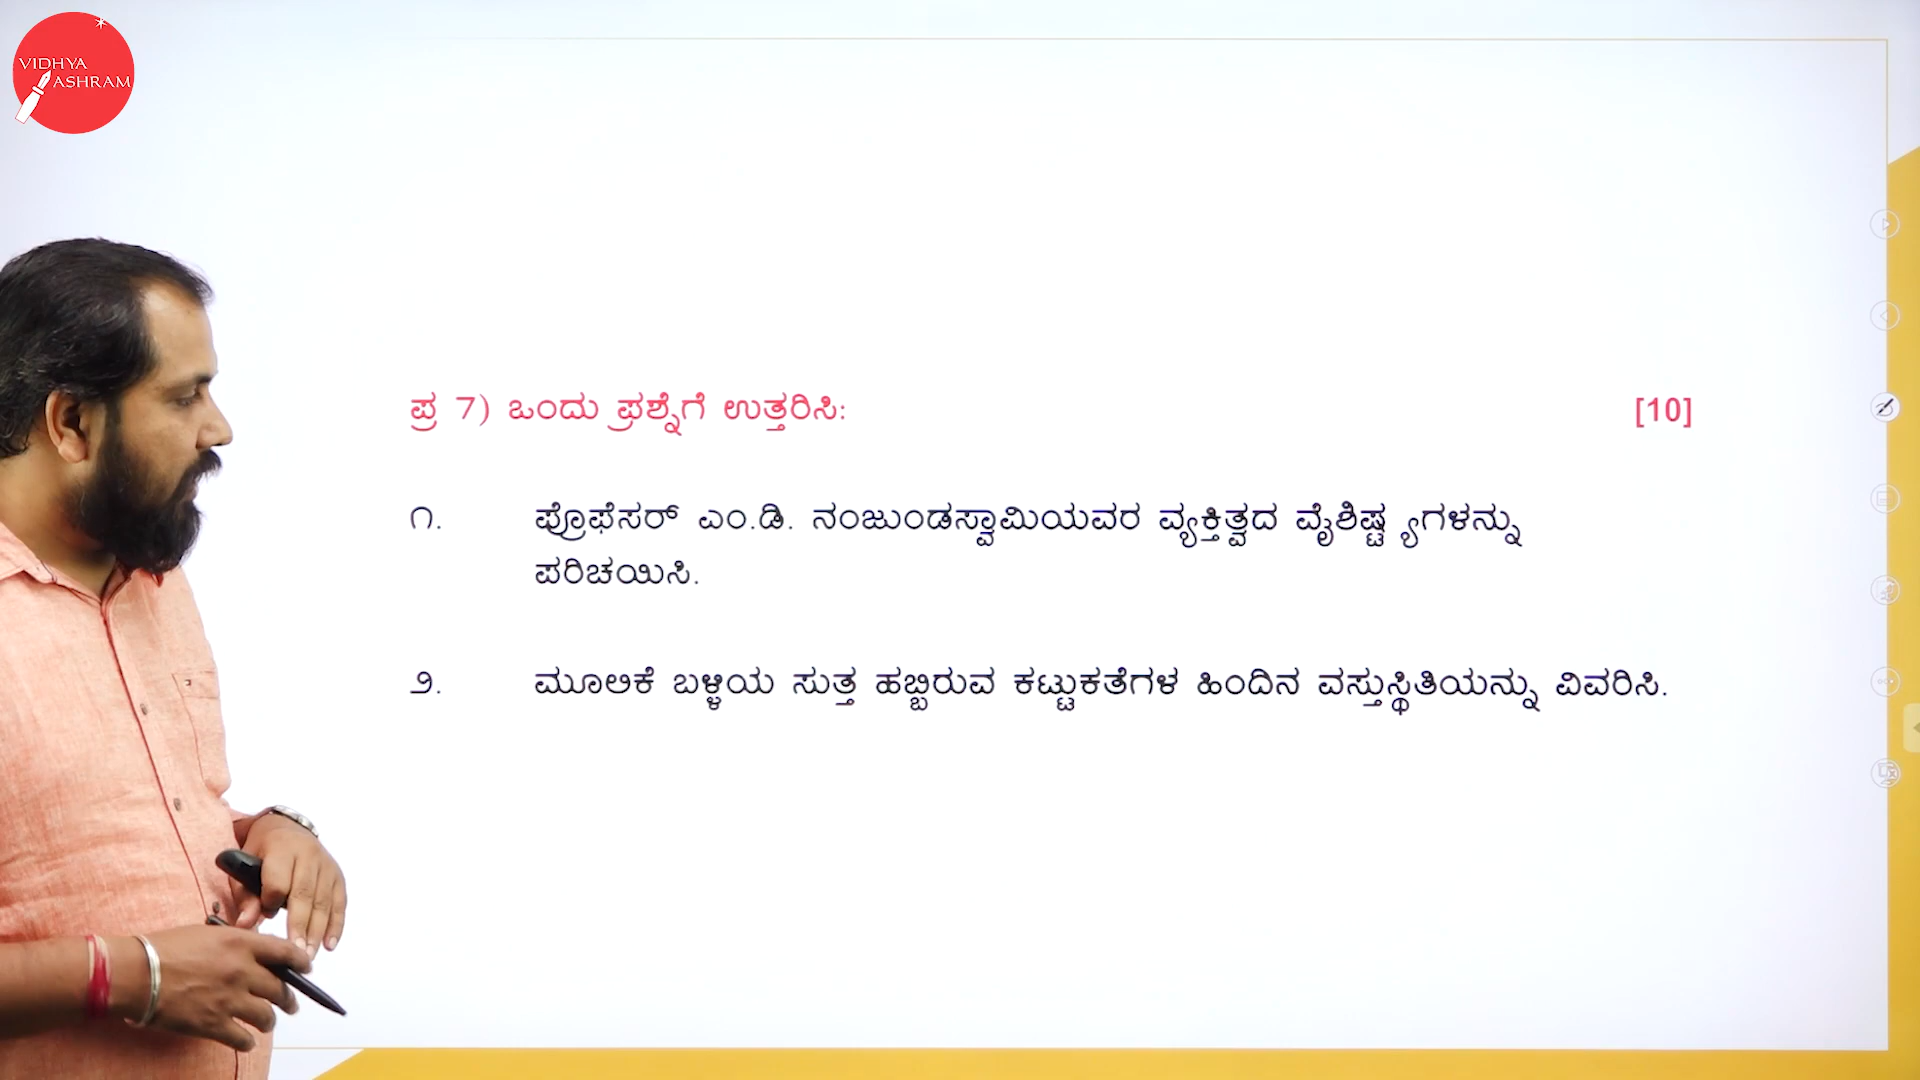 VIDHYA
ASHRAM
ಪ್ರ 7) ಒಂದು ಪ್ರಶ್ನೆಗೆ ಉತ್ತರಿಸಿ: [10]
೧. ಪ್ರೊಫೆಸರ್ ಎಂ.ಡಿ. ನಂಜುಂಡಸ್ವಾಮಿಯವರ ವ್ಯಕ್ತಿತ್ವದ ವೈಶಿಷ್ಟ್ಯಗಳನ್ನು
ಪರಿಚಯಿಸಿ.
೨. ಮೂಲಿಕೆ ಬಳ್ಳಿಯ ಸುತ್ತ ಹಬ್ಬಿರುವ ಕಟ್ಟುಕತೆಗಳ ಹಿಂದಿನ ವಸ್ತುಸ್ಥಿತಿಯನ್ನು ವಿವರಿಸಿ.